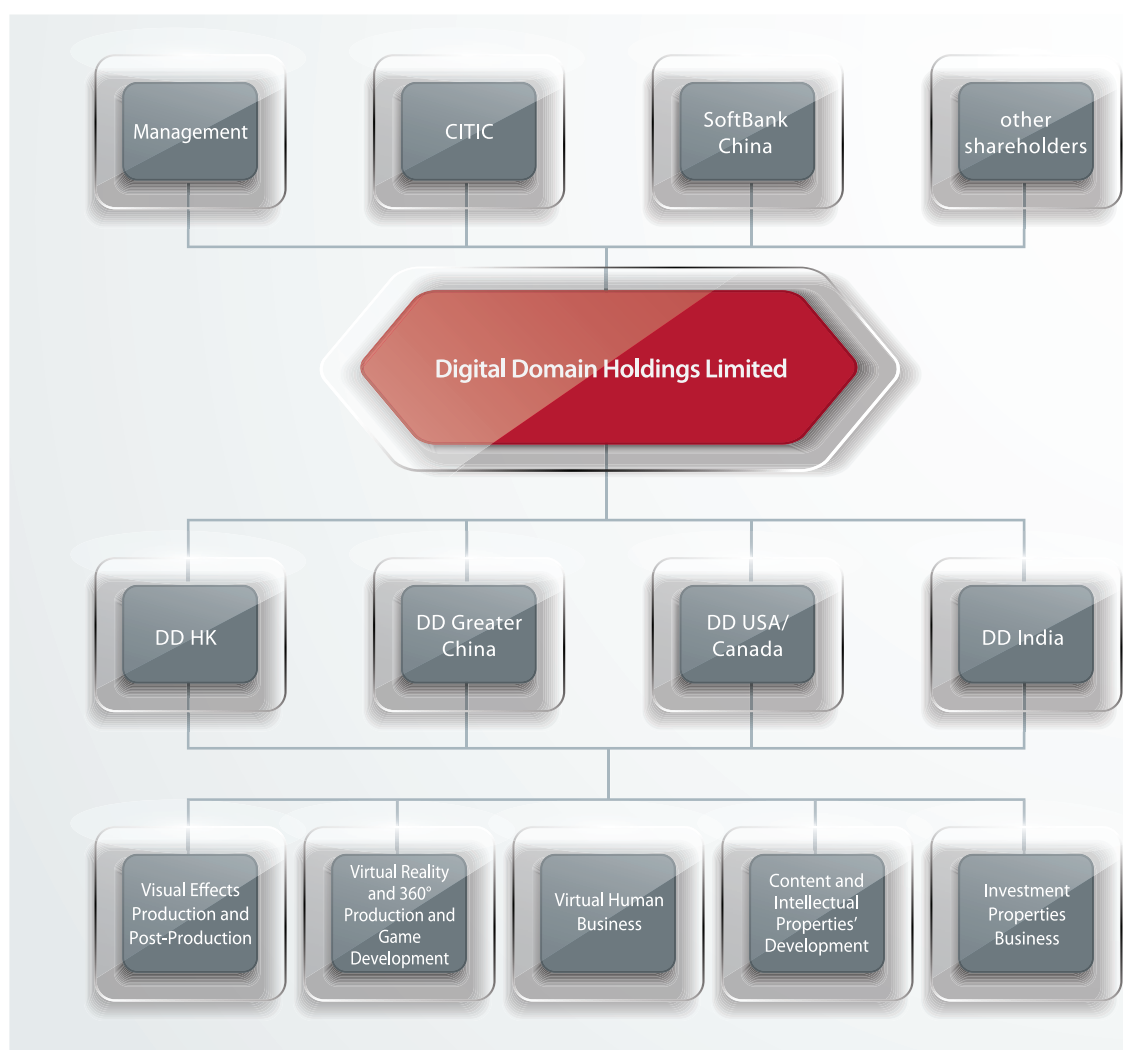 Management
CITIC
SoftBank
China
other
shareholders
Digital Domain Holdings Limited
DD HK
DD Greater
China
DD USA/
Canada
DD India
Visual Effects
Production and
Post-Production
Virtual Reality
and 360°
Production and
Game
Development
Virtual Human
Business
Content and
Intellectual
Properties’
Development
Investment
Properties
Business